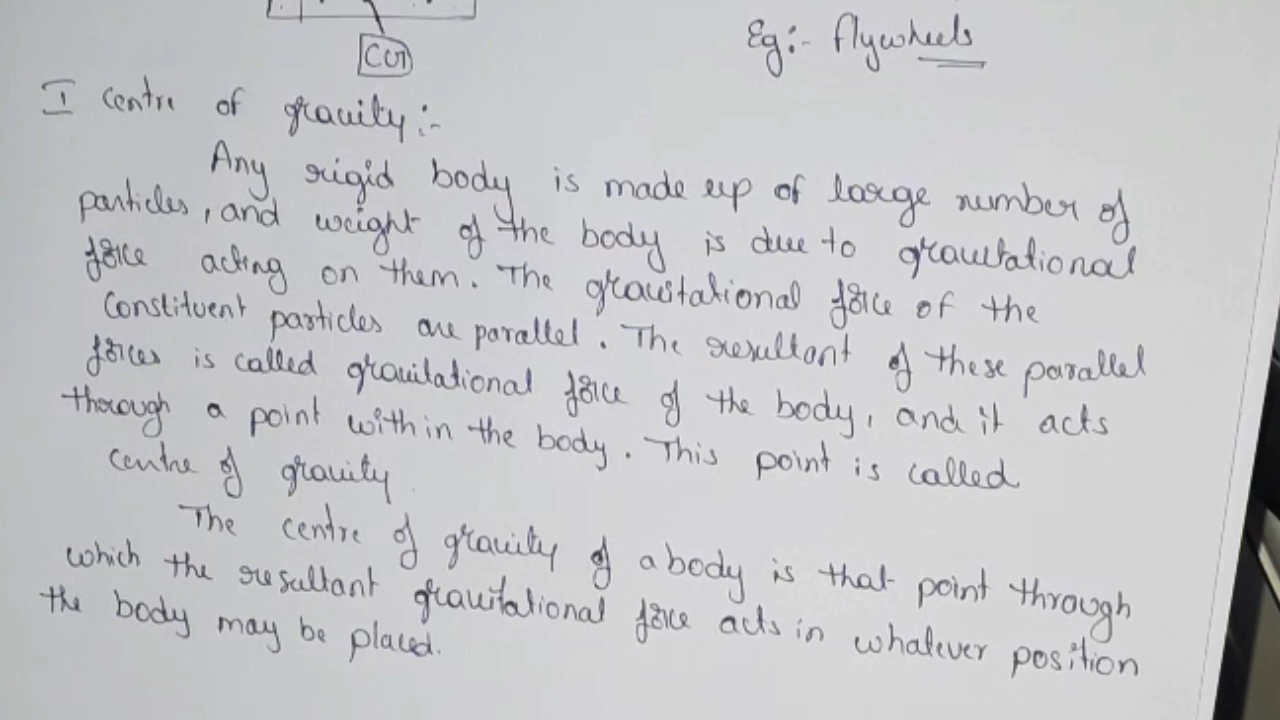 Eg:- flywheels
CG
I centre of gravity:-
Any rigid body is made up of large number of
particles, and weight of the body is due to gravitational
force acting on them. The gravitational force of the
Constituent particles are parallel. The resultant of these parallel
forces is called gravitational force of the body, and it acts
through a point within the body. This point is called
centre of gravity
The centre of gravity of a body is that point through
which the resultant gravitational force acts in whatever position
the body may be placed.